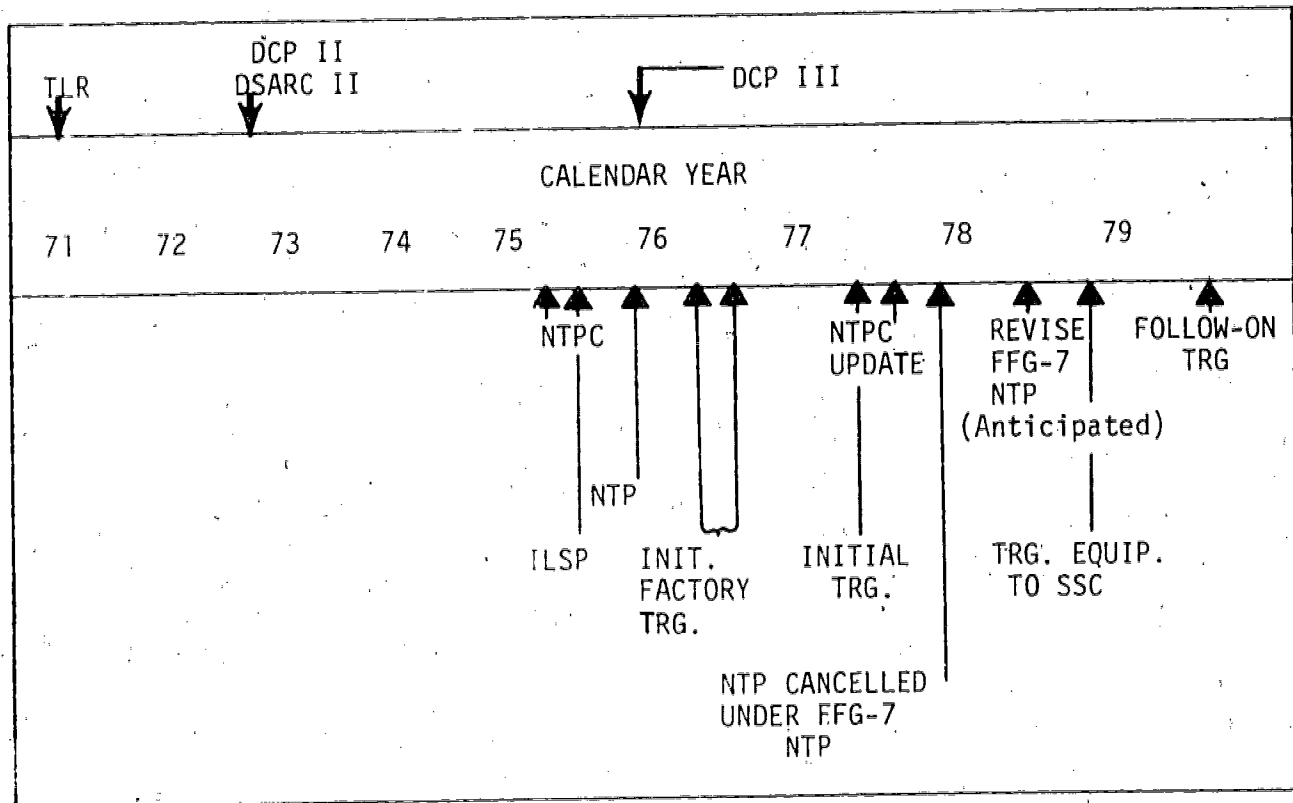 TLR
DCP II
DSARC II
DCP III
CALENDAR YEAR
71 72 73 74 75 76 77 78 79
NTPC
NTPC
UPDATE
REVISE
FFG-7
NTP
(Anticipated)
FOLLOW-ON
TRG
NTP
ILSP
INIT.
FACTORY
TRG.
INITIAL
TRG.
TRG. EQUIP.
TO SSC
NTP CANCELLED
UNDER FFG-7
NTP